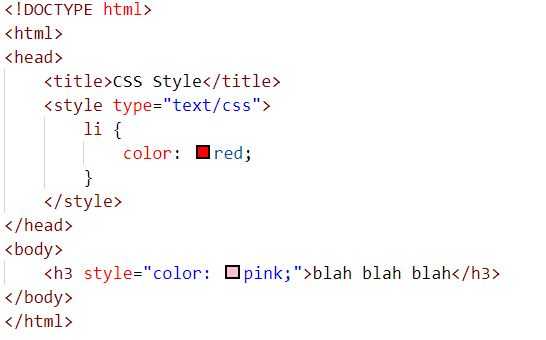 <!DOCTYPE html>
<html>
<head>
    <title>CSS Style</title>
    <style type="text/css">
        li {
            color: red;
        }
    </style>
</head>
<body>
    <h3 style="color: pink;">blah blah blah</h3>
</body>
</html>